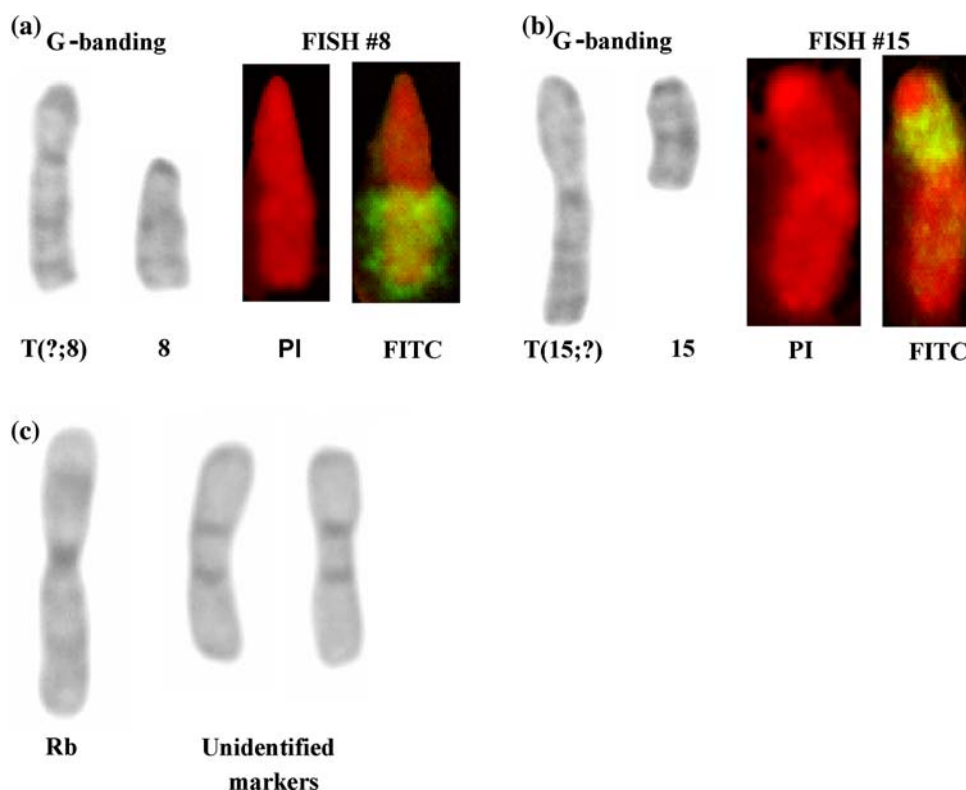 (a)
G-banding
FISH #8
T(?;8)
8
PI
FITC
(b)
G-banding
FISH #15
T(15;?)
15
PI
FITC
(c)
Rb
Unidentified
markers